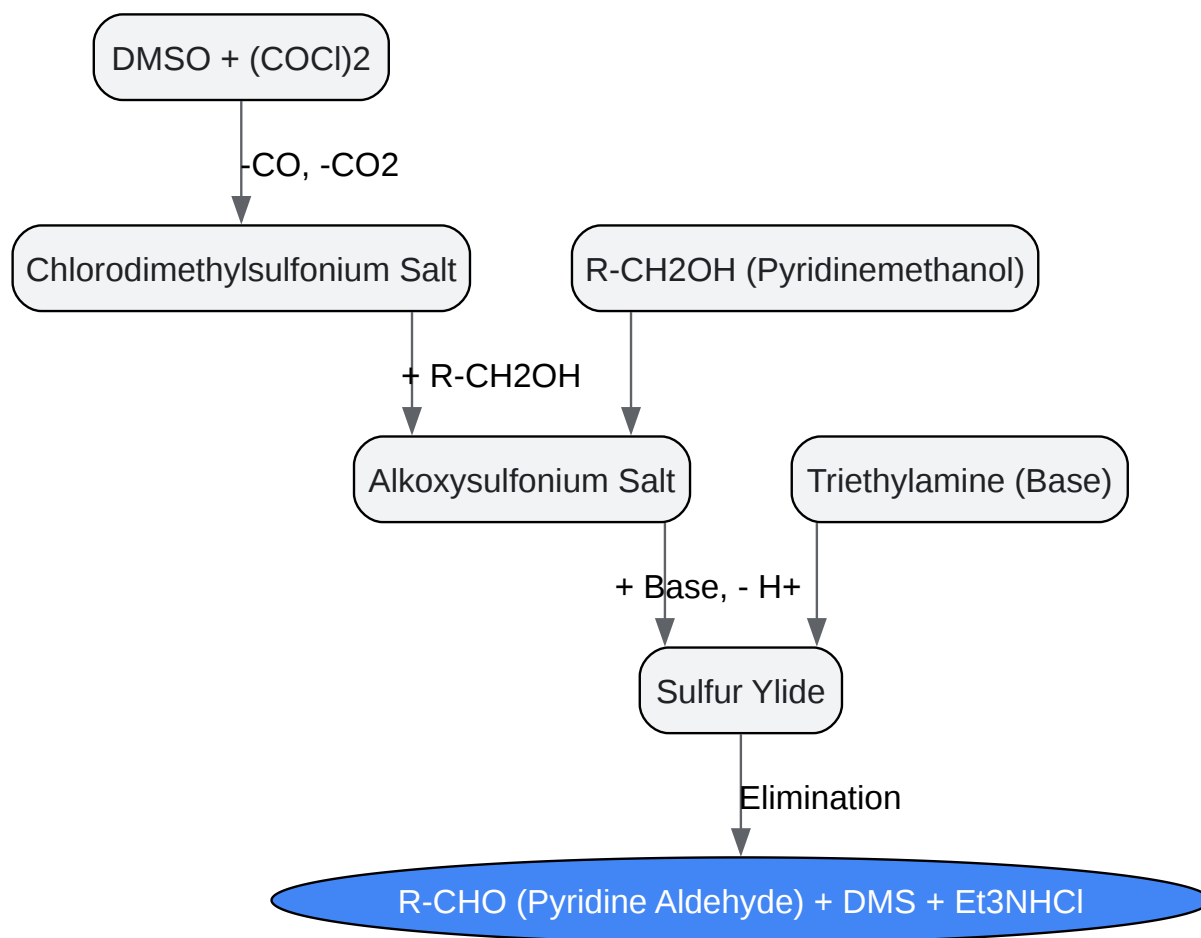 DMSO + (COCl)2
-CO, -CO2
Chlorodimethylsulfonium Salt
R-CH2OH (Pyridinemethanol)
+ R-CH2OH
Alkoxysulfonium Salt
Triethylamine (Base)
+ Base, - H+
Sulfur Ylide
Elimination
R-CHO (Pyridine Aldehyde) + DMS + Et3NHCl